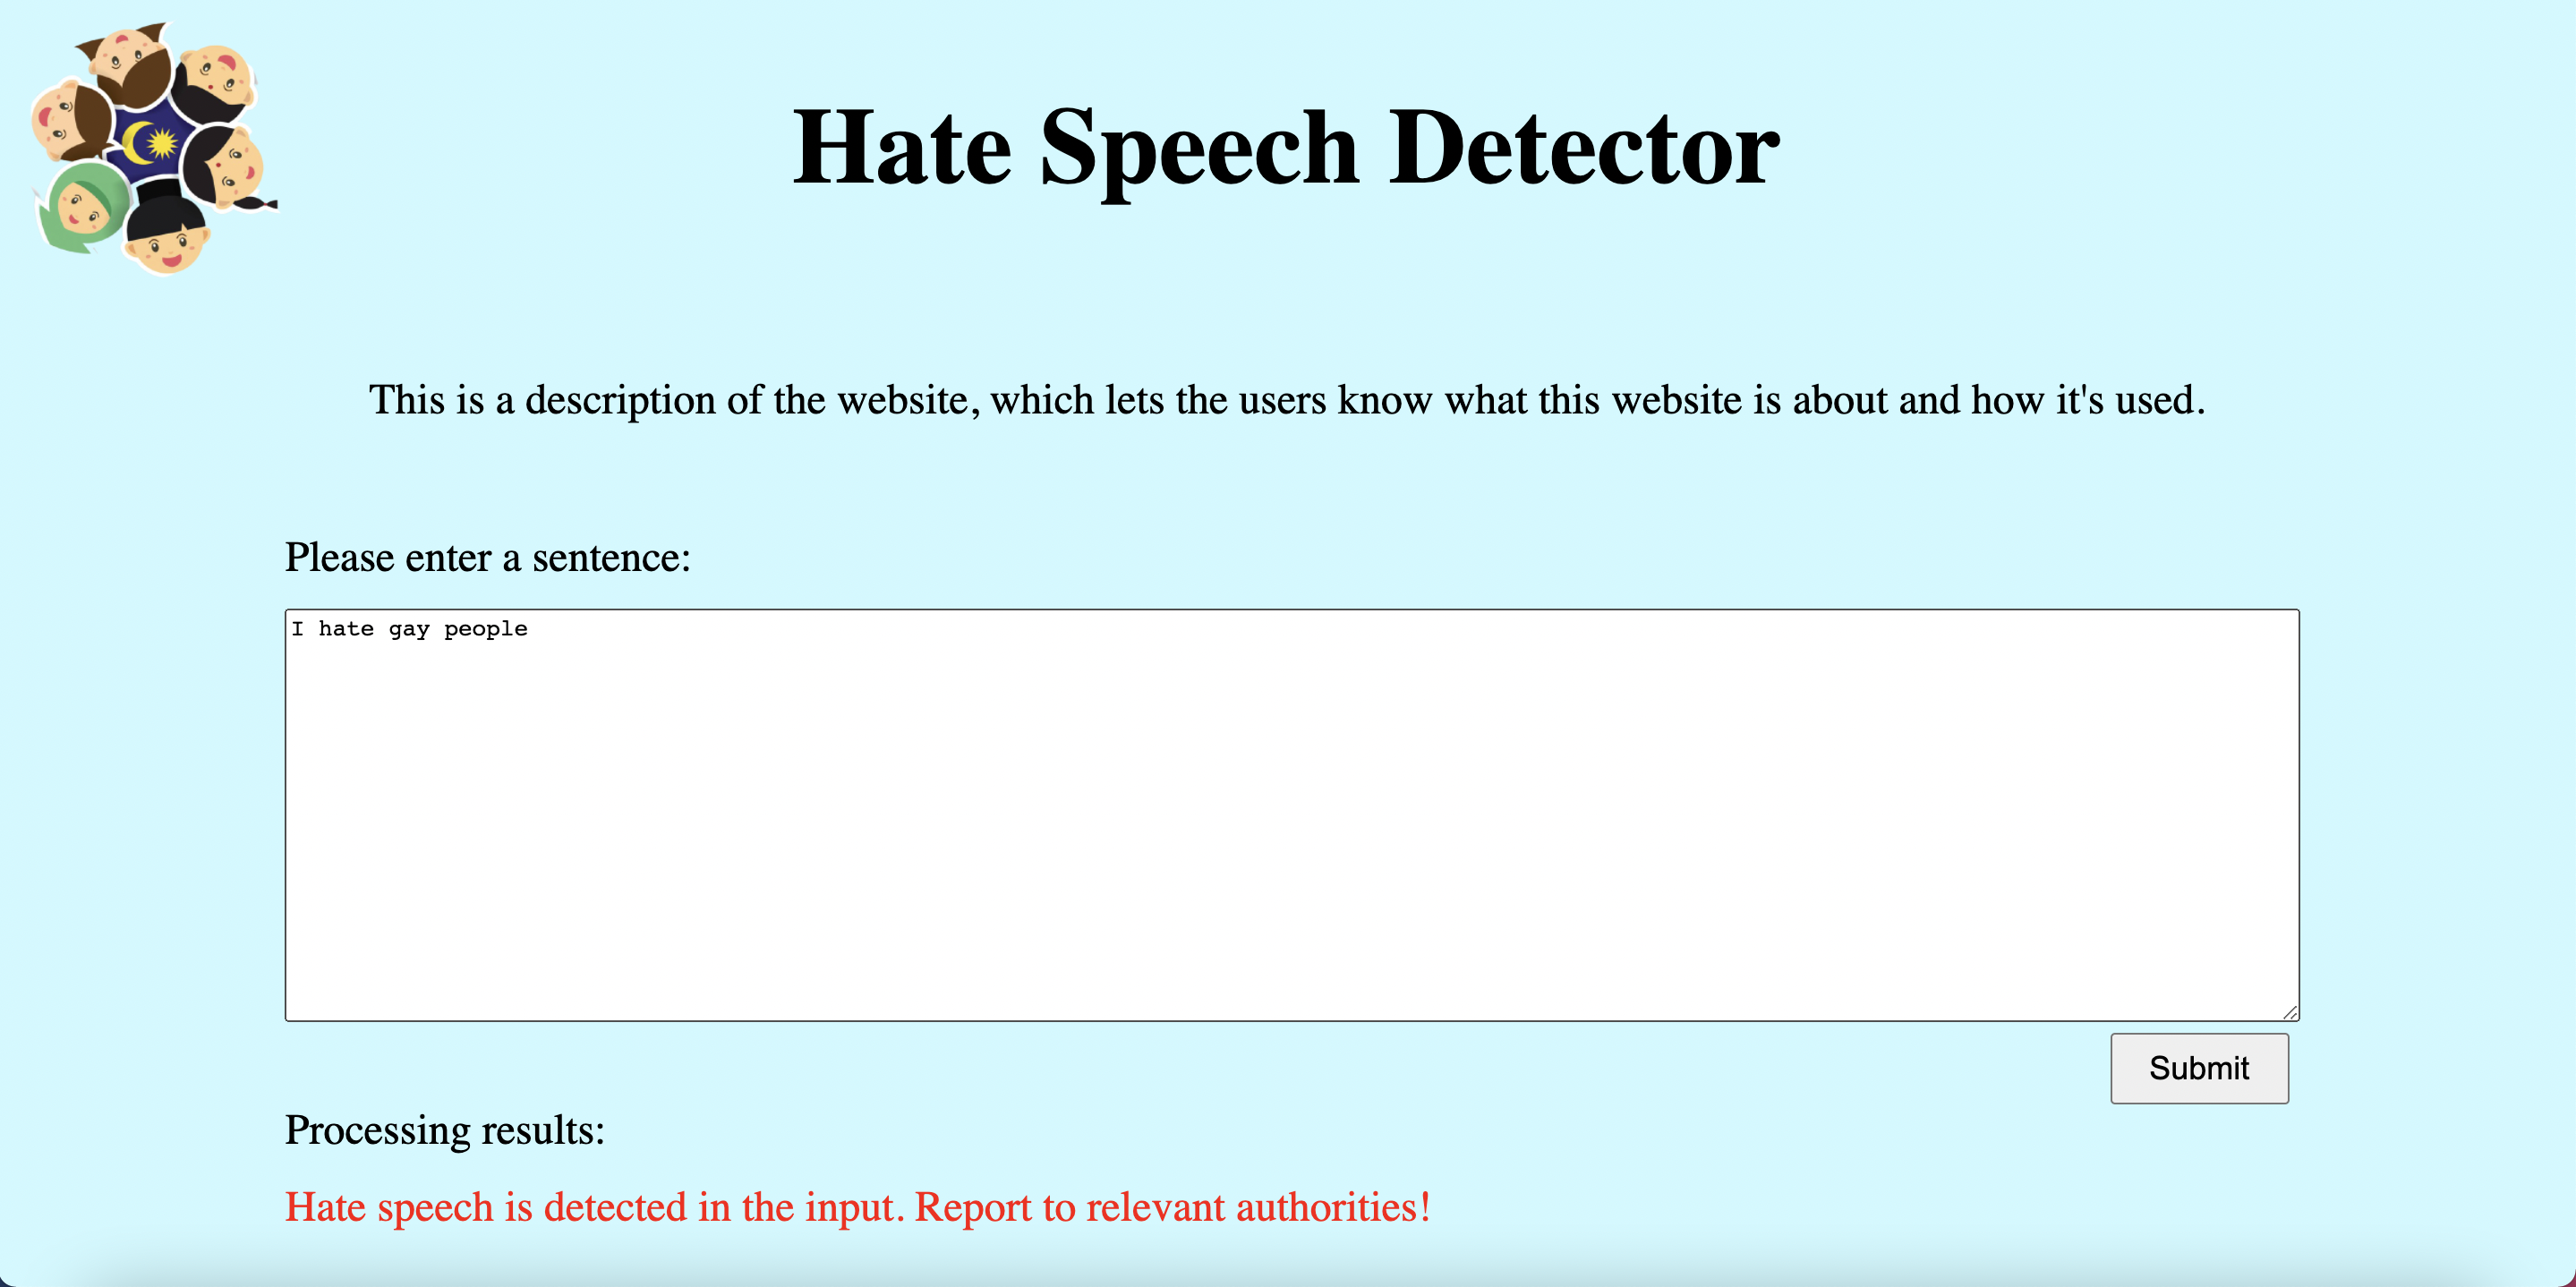 Hate Speech Detector
This is a description of the website, which lets the users know what this website is about and how it's used.
Please enter a sentence:
I hate gay people
Submit
Processing results:
Hate speech is detected in the input. Report to relevant authorities!